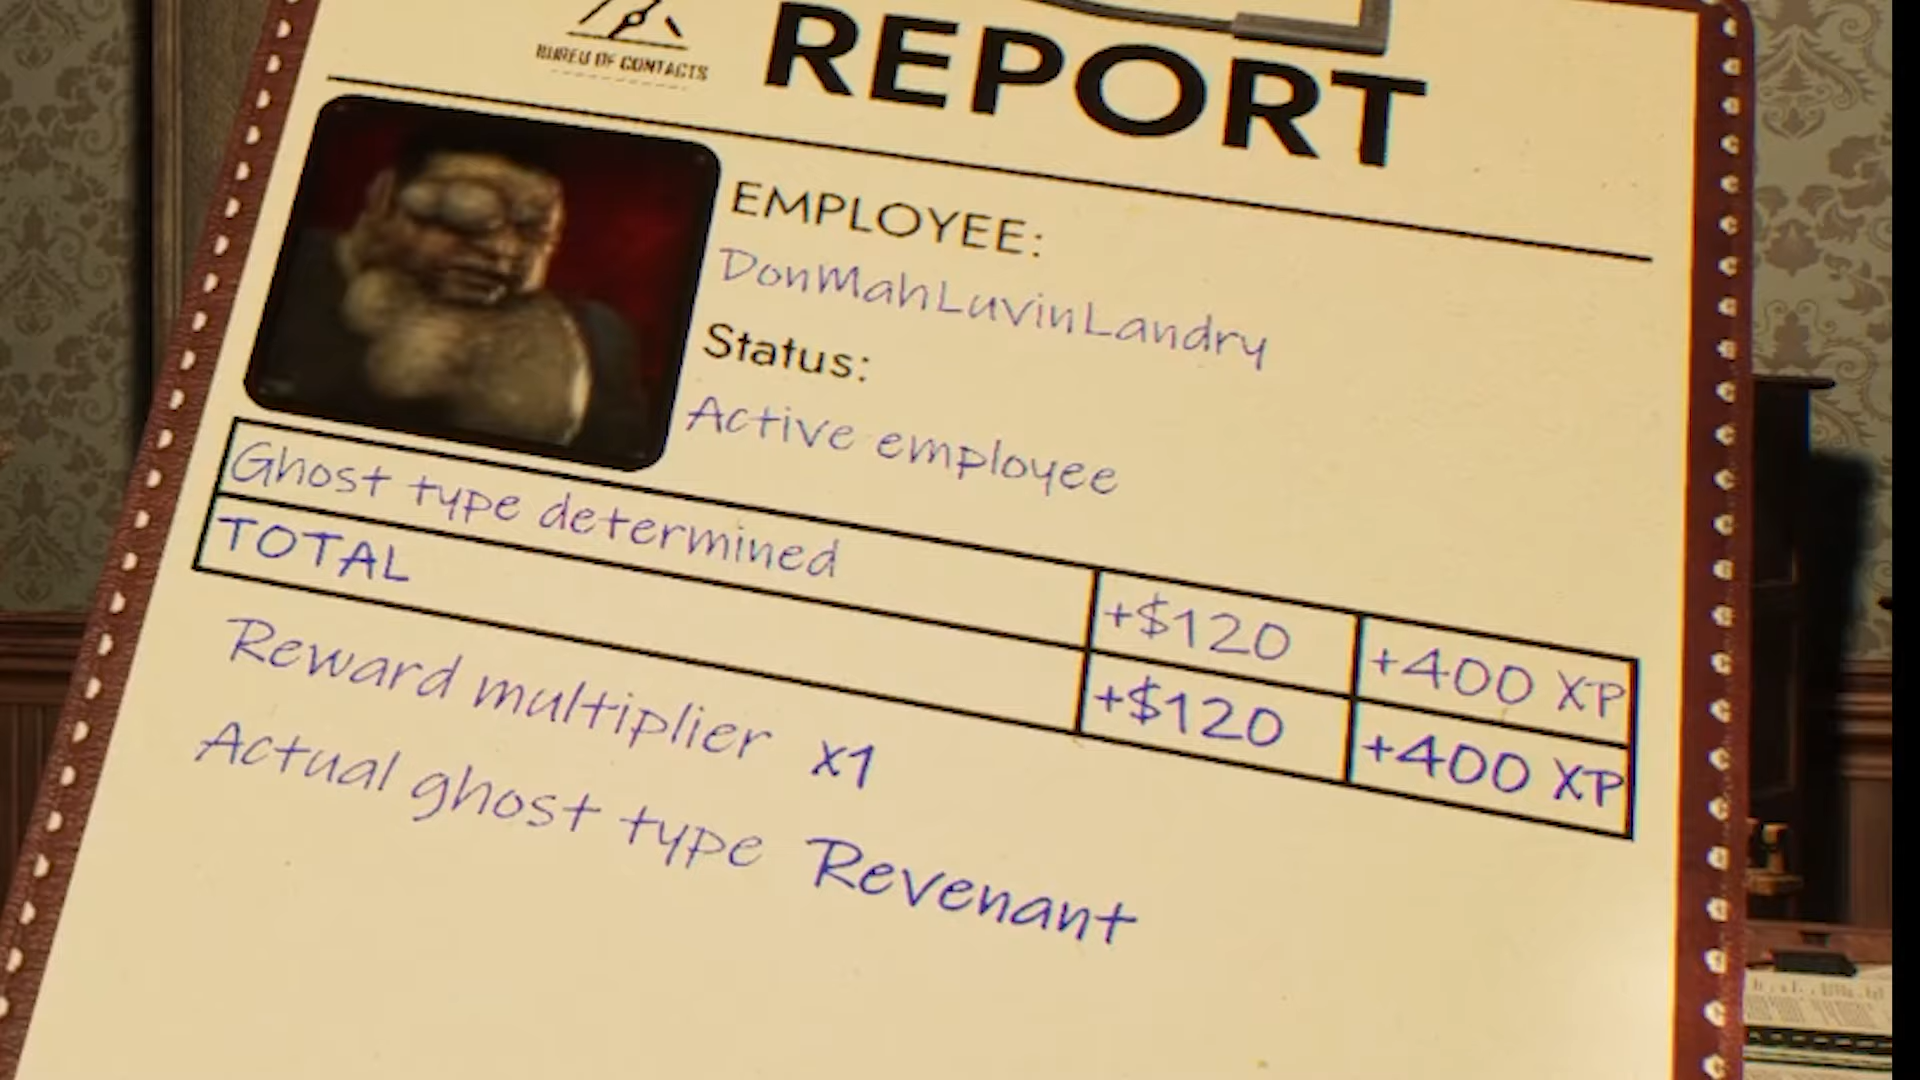 REPORT
BUREU OF CONTACTS
EMPLOYEE:
DonMahLuvinLandry
Status:
Active employee
Ghost type determined +$120 +400 XP
TOTAL +$120 +400 XP
Reward multiplier x1
Actual ghost type Revenant